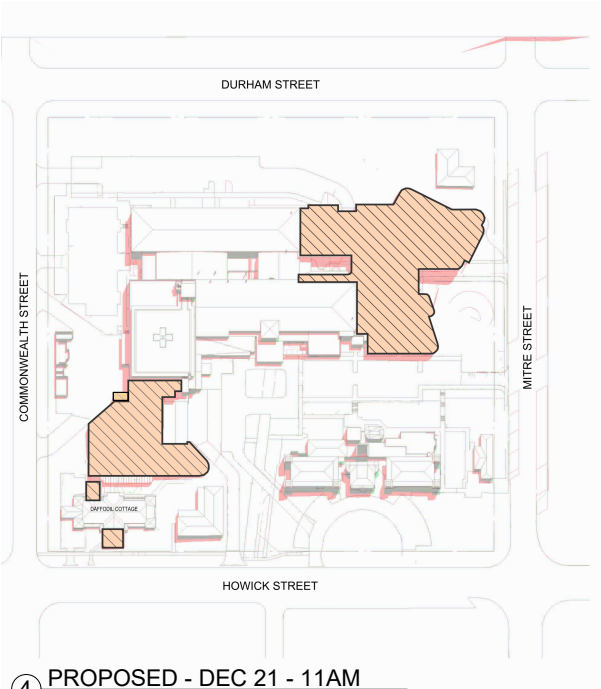 DURHAM STREET
COMMONWEALTH STREET
MITRE STREET
DAFFODIL COTTAGE
HOWICK STREET
4 PROPOSED - DEC 21 - 11AM